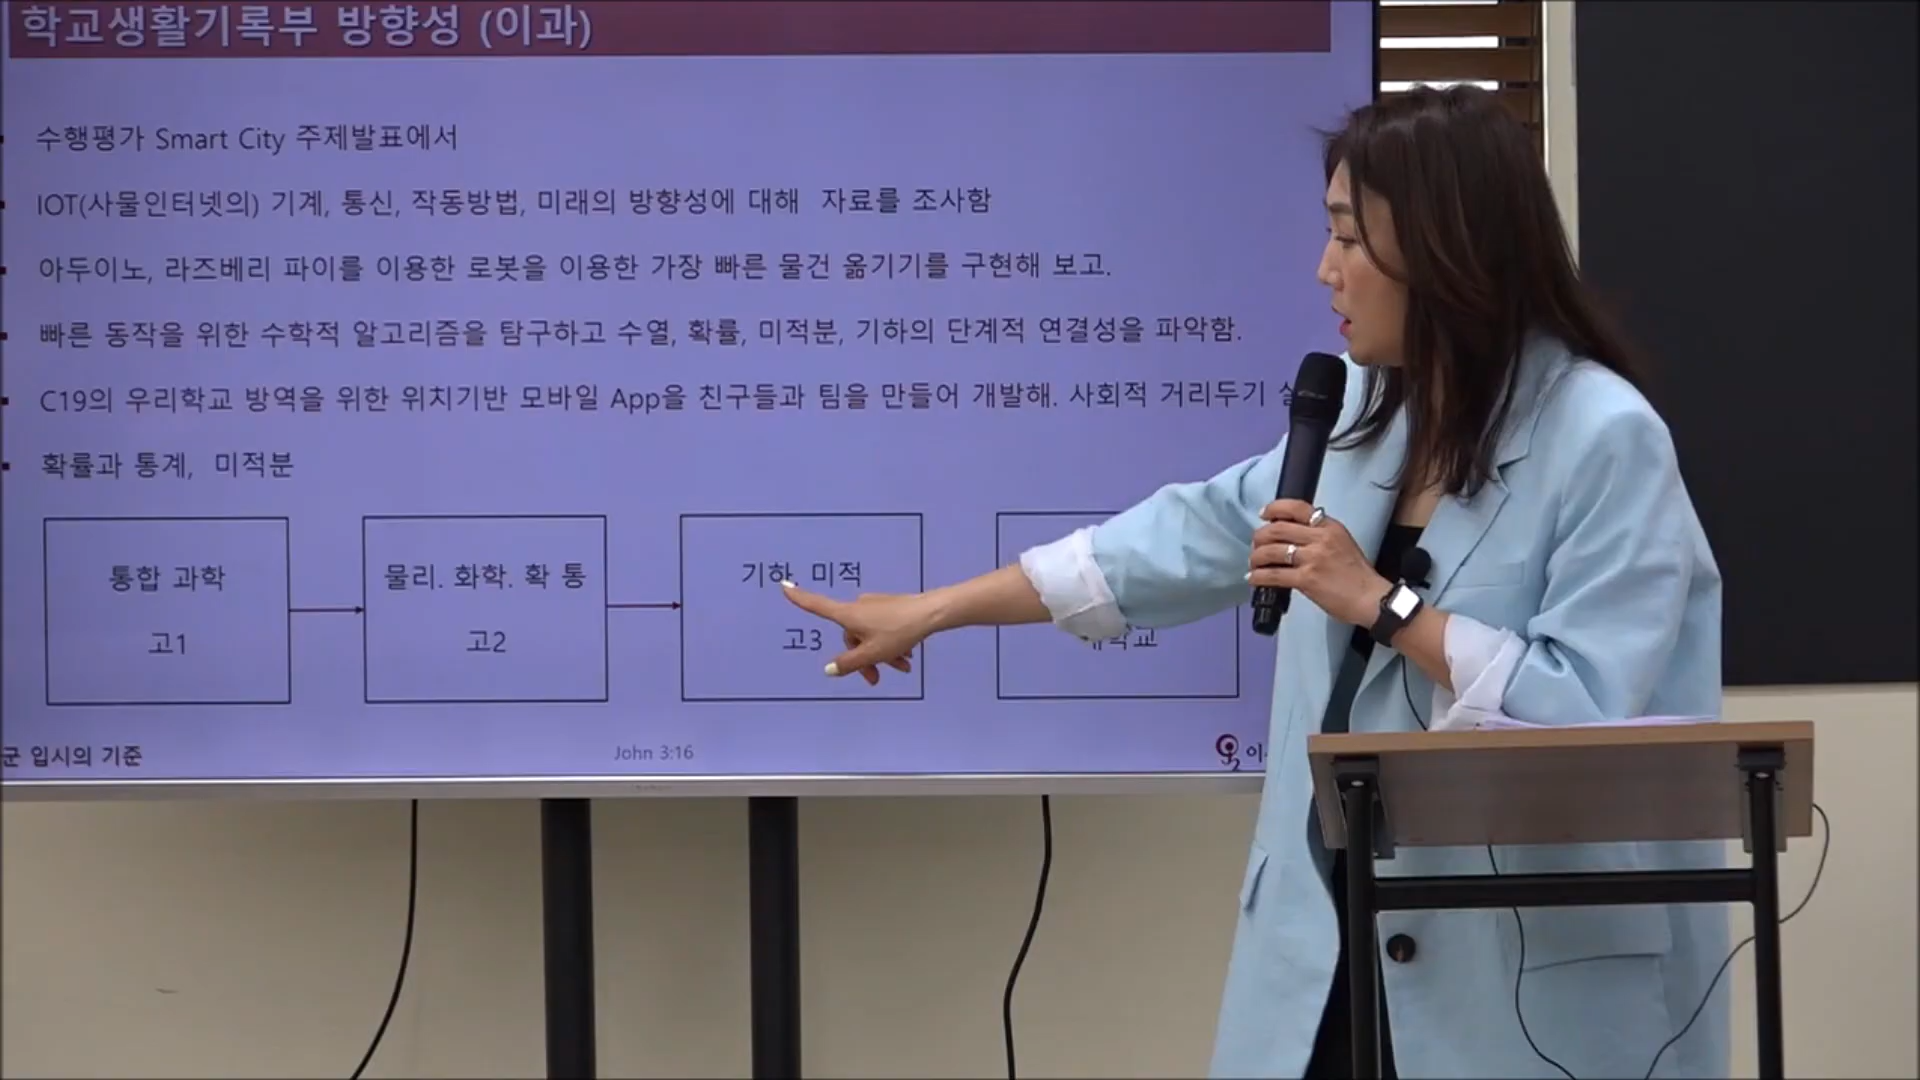 학교생활기록부 방향성 (이과)
수행평가 Smart City 주제발표에서
IOT(사물인터넷의) 기계, 통신, 작동방법, 미래의 방향성에 대해 자료를 조사함
아두이노, 라즈베리 파이를 이용한 로봇을 이용한 가장 빠른 물건 옮기기를 구현해 보고.
빠른 동작을 위한 수학적 알고리즘을 탐구하고 수열, 확률, 미적분, 기하의 단계적 연결성을 파악함.
C19의 우리학교 방역을 위한 위치기반 모바일 App을 친구들과 팀을 만들어 개발해. 사회적 거리두기
확률과 통계, 미적분
통합 과학
고1
물리. 화학. 확 통
고2
기하. 미적
고3
군 입시의 기준
John 3:16